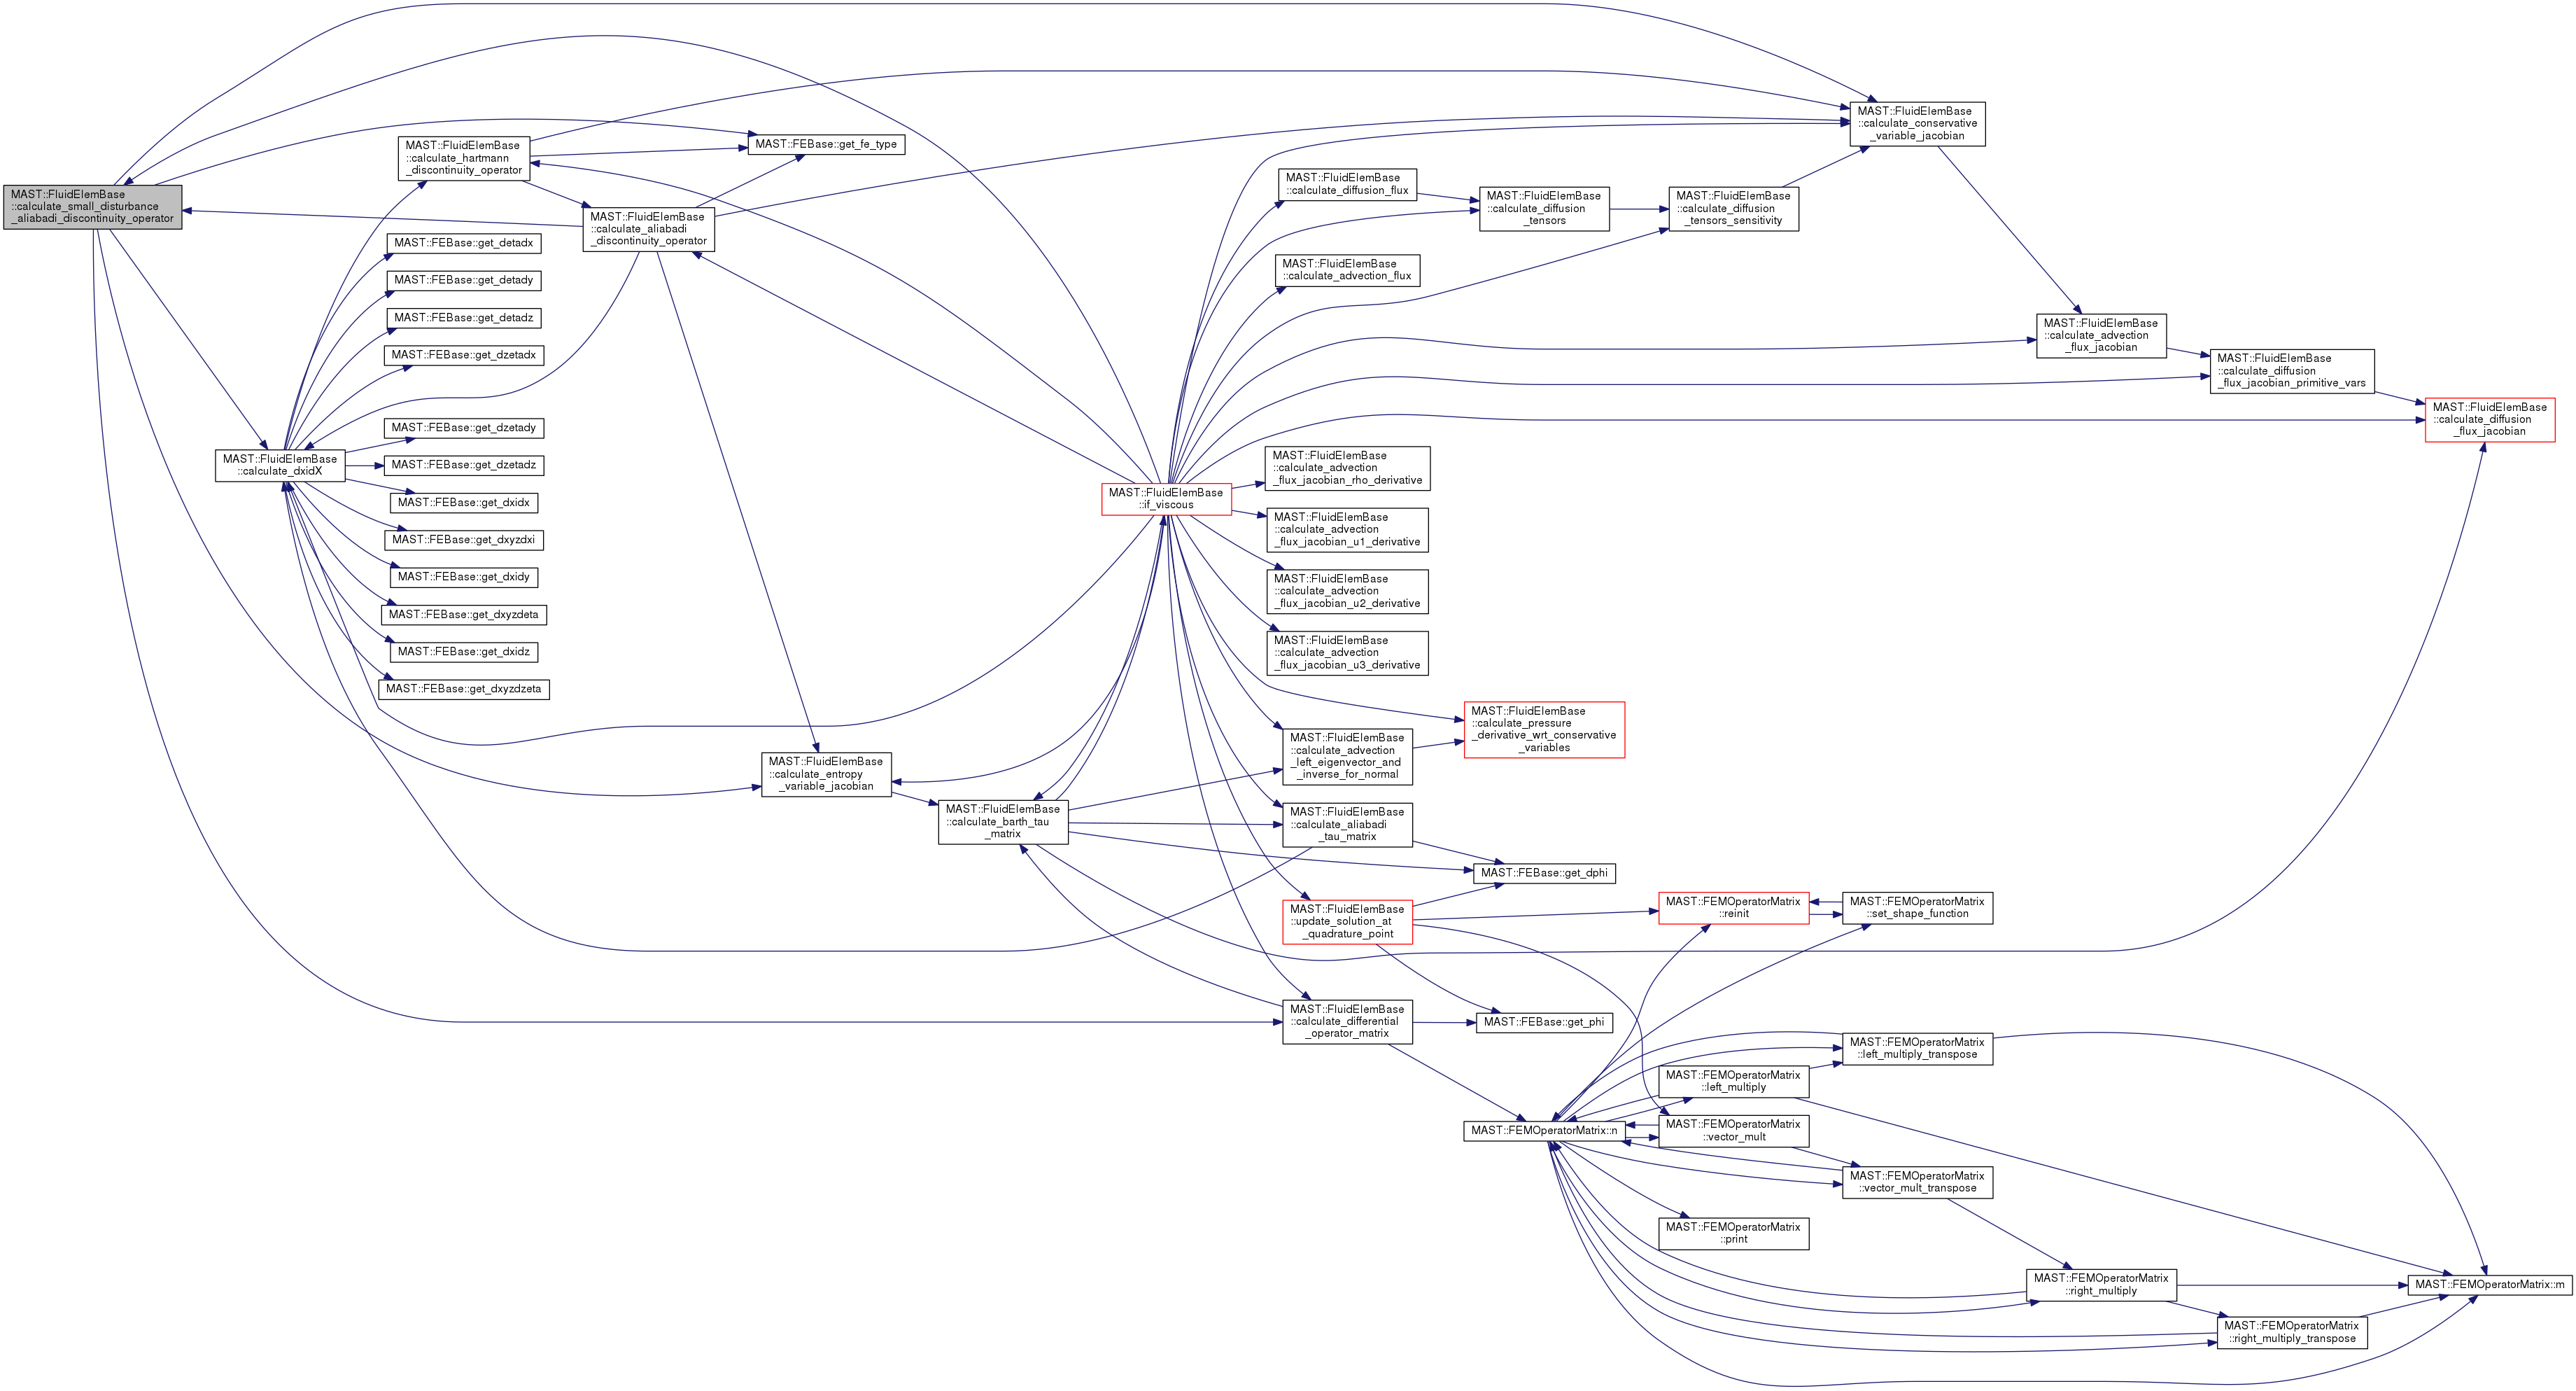 MAST::FluidElemBase
::calculate_small_disturbance
_aliabadi_discontinuity_operator
MAST::FluidElemBase
::calculate_dxidX
MAST::FluidElemBase
::calculate_hartmann
_discontinuity_operator
MAST::FEBase::get_detadx
MAST::FEBase::get_detady
MAST::FEBase::get_detadz
MAST::FEBase::get_dzetadx
MAST::FEBase::get_dzetady
MAST::FEBase::get_dzetadz
MAST::FEBase::get_dxidx
MAST::FEBase::get_dxyzdxi
MAST::FEBase::get_dxidy
MAST::FEBase::get_dxyzdeta
MAST::FEBase::get_dxidz
MAST::FEBase::get_dxyzdzeta
MAST::FluidElemBase
::calculate_aliabadi
_discontinuity_operator
MAST::FEBase::get_fe_type
MAST::FluidElemBase
::calculate_entropy
_variable_jacobian
MAST::FluidElemBase
::calculate_barth_tau
_matrix
MAST::FluidElemBase
::if_viscous
MAST::FluidElemBase
::calculate_diffusion_flux
MAST::FluidElemBase
::calculate_advection_flux
MAST::FluidElemBase
::calculate_advection
_flux_jacobian_rho_derivative
MAST::FluidElemBase
::calculate_advection
_flux_jacobian_u1_derivative
MAST::FluidElemBase
::calculate_advection
_flux_jacobian_u2_derivative
MAST::FluidElemBase
::calculate_advection
_flux_jacobian_u3_derivative
MAST::FluidElemBase
::calculate_advection
_left_eigenvector_and
_inverse_for_normal
MAST::FluidElemBase
::calculate_aliabadi
_tau_matrix
MAST::FluidElemBase
::update_solution_at
_quadrature_point
MAST::FluidElemBase
::calculate_differential
_operator_matrix
MAST::FluidElemBase
::calculate_diffusion
_tensors
MAST::FluidElemBase
::calculate_pressure
_derivative_wrt_conservative
_variables
MAST::FEBase::get_dphi
MAST::FEBase::get_phi
MAST::FEMOperatorMatrix::n
MAST::FluidElemBase
::calculate_diffusion
_tensors_sensitivity
MAST::FEMOperatorMatrix
::reinit
MAST::FEMOperatorMatrix
::left_multiply
MAST::FEMOperatorMatrix
::vector_mult
MAST::FEMOperatorMatrix
::print
MAST::FluidElemBase
::calculate_conservative
_variable_jacobian
MAST::FEMOperatorMatrix
::set_shape_function
MAST::FEMOperatorMatrix
::left_multiply_transpose
MAST::FEMOperatorMatrix
::vector_mult_transpose
MAST::FluidElemBase
::calculate_advection
_flux_jacobian
MAST::FEMOperatorMatrix
::right_multiply
MAST::FluidElemBase
::calculate_diffusion
_flux_jacobian_primitive_vars
MAST::FEMOperatorMatrix
::right_multiply_transpose
MAST::FluidElemBase
::calculate_diffusion
_flux_jacobian
MAST::FEMOperatorMatrix::m